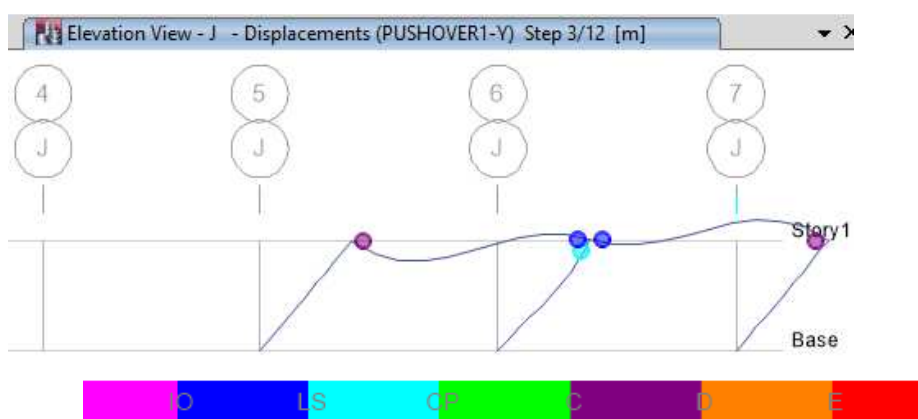 Elevation View - J - Displacements (PUSHOVER1-Y) Step 3/12 [m]
4 5 6 7
J J J J
Story1
Base
IO LS CP C D E